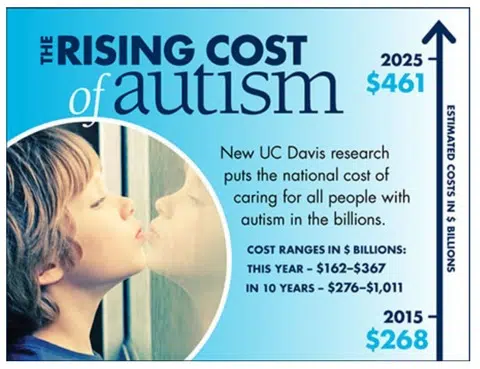 THE RISING COST
of autism
2025
$461
New UC Davis research
puts the national cost of
caring for all people with
autism in the billions.
COST RANGES IN $ BILLIONS:
THIS YEAR – $162–$367
IN 10 YEARS – $276–$1,011
2015
$268
ESTIMATED COSTS IN $ BILLIONS